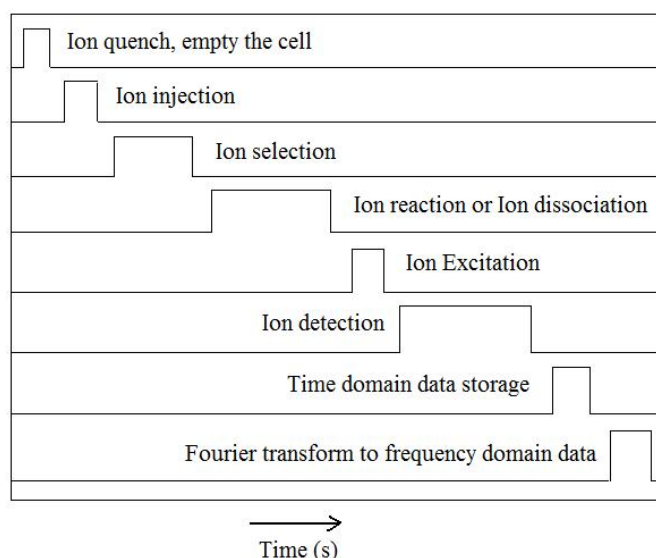 Ion quench, empty the cell
Ion injection
Ion selection
Ion reaction or Ion dissociation
Ion Excitation
Ion detection
Time domain data storage
Fourier transform to frequency domain data
Time (s)